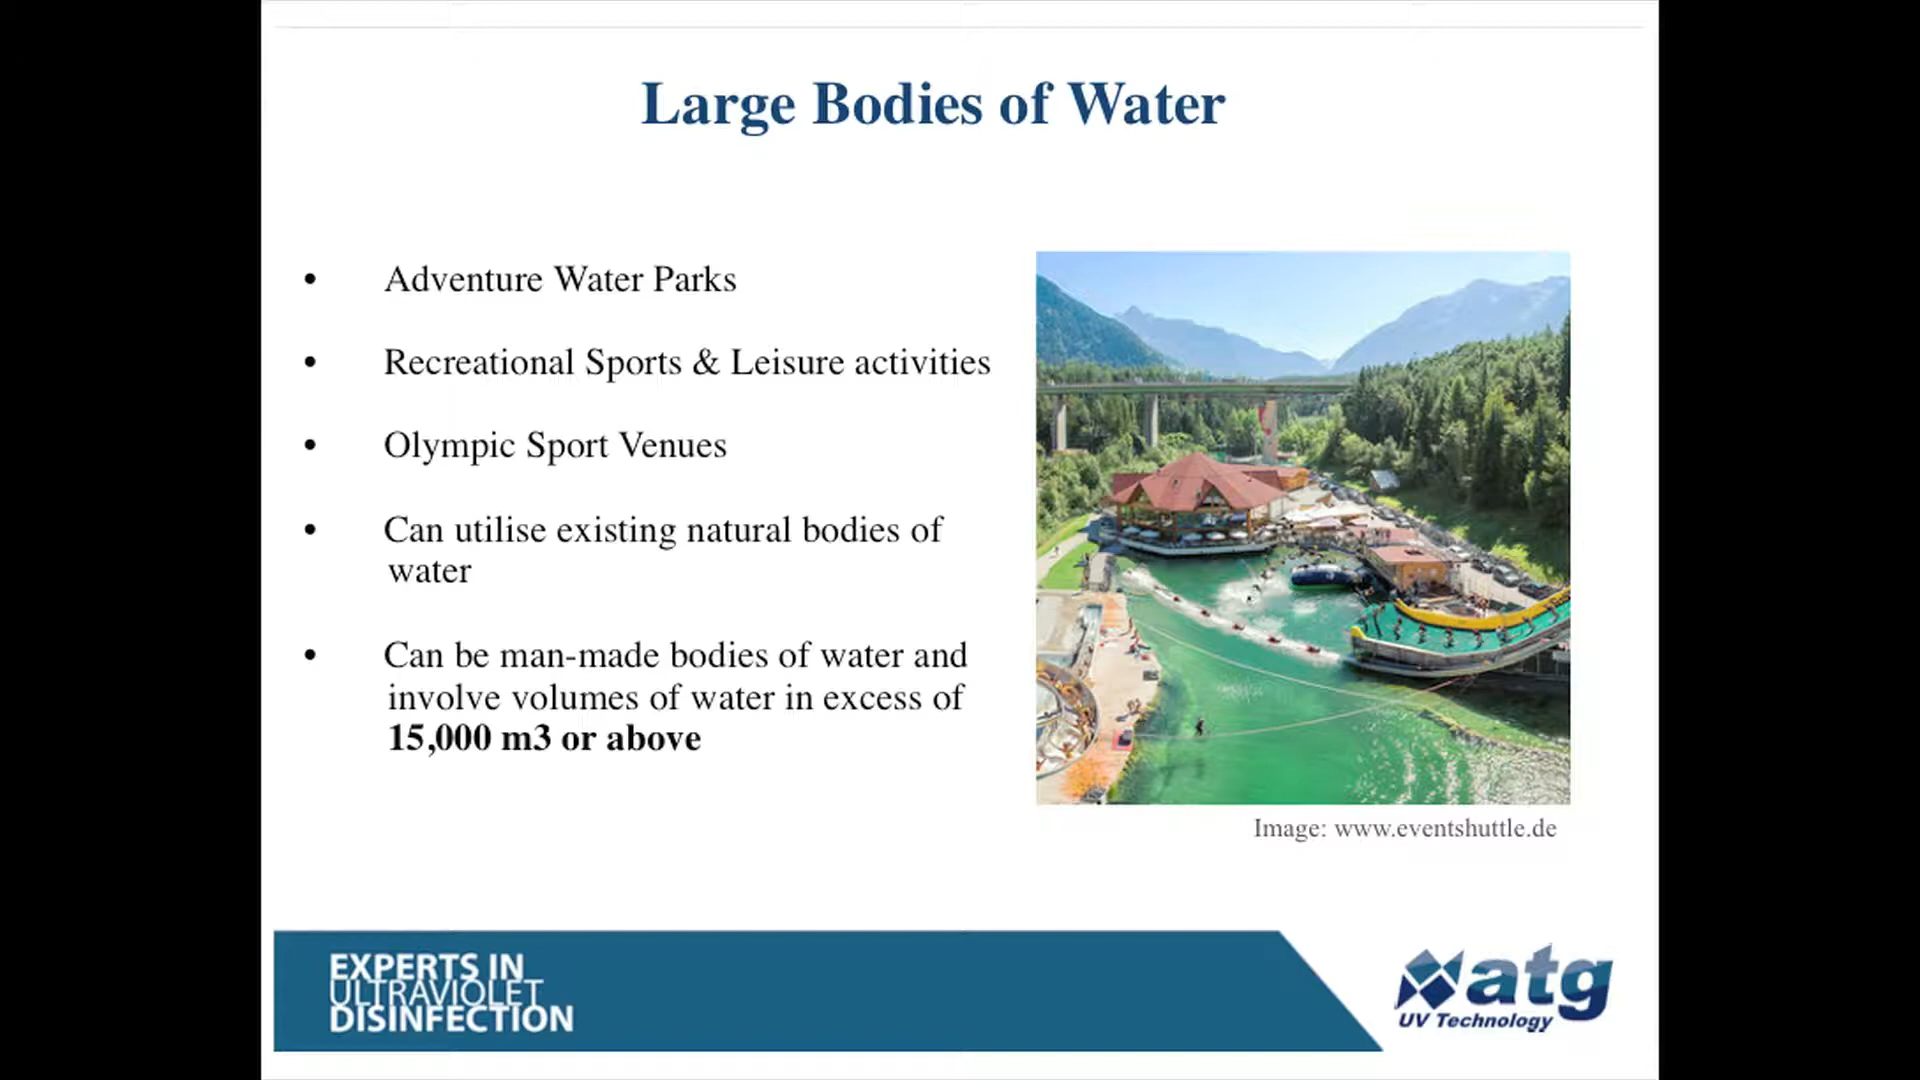 Large Bodies of Water
• Adventure Water Parks
• Recreational Sports & Leisure activities
• Olympic Sport Venues
• Can utilise existing natural bodies of
water
• Can be man-made bodies of water and
involve volumes of water in excess of
15,000 m3 or above
Image: www.eventshuttle.de
EXPERTS IN
ULTRAVIOLET
DISINFECTION
atg
UV Technology